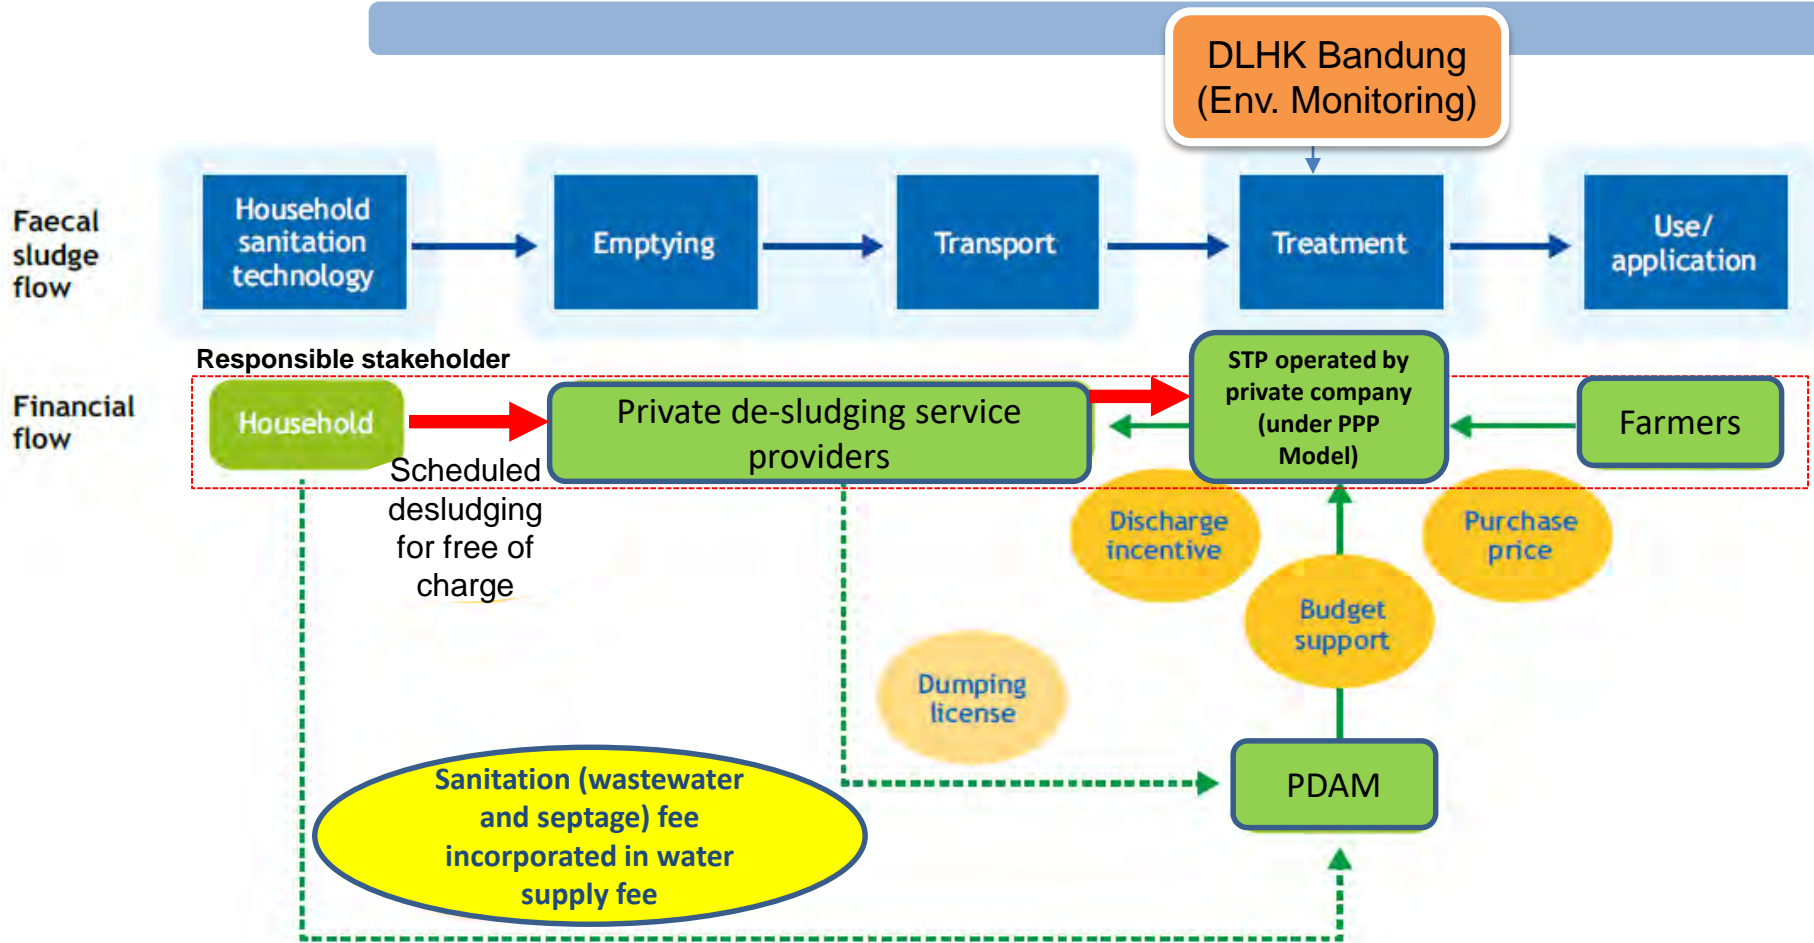 DLHK Bandung
(Env. Monitoring)
Faecal
sludge
flow
Household
sanitation
technology
Emptying
Transport
Treatment
Use/
application
Responsible stakeholder
Financial
flow
Household
Scheduled
desludging
for free of
charge
Private de-sludging service
providers
STP operated by
private company
(under PPP
Model)
Farmers
Discharge
incentive
Purchase
price
Budget
support
Dumping
license
PDAM
Sanitation (wastewater
and septage) fee
incorporated in water
supply fee